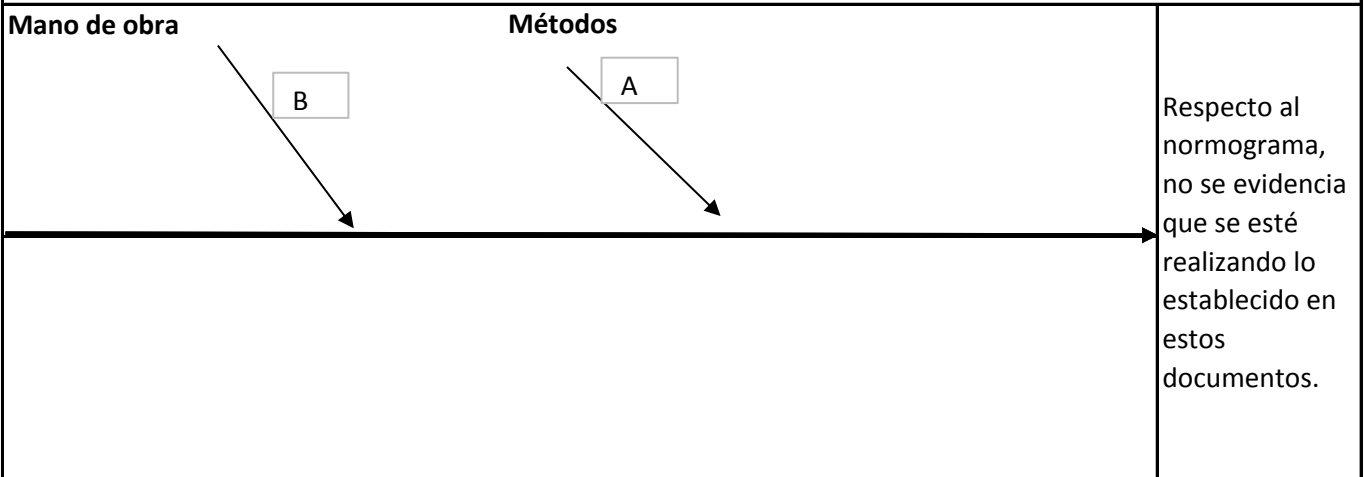 Mano de obra
Métodos
B
A
Respecto al
normograma,
no se evidencia
que se esté
realizando lo
establecido en
estos
documentos.